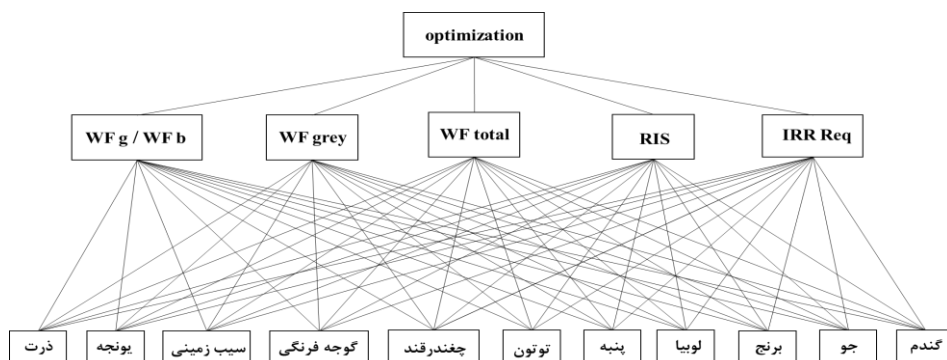 optimization
WF g / WF b
WF grey
WF total
RIS
IRR Req
ذرت
یونجه
سیب زمینی
گوجه فرنگی
چغندرقند
توتون
پنبه
لوبیا
برنج
جو
گندم